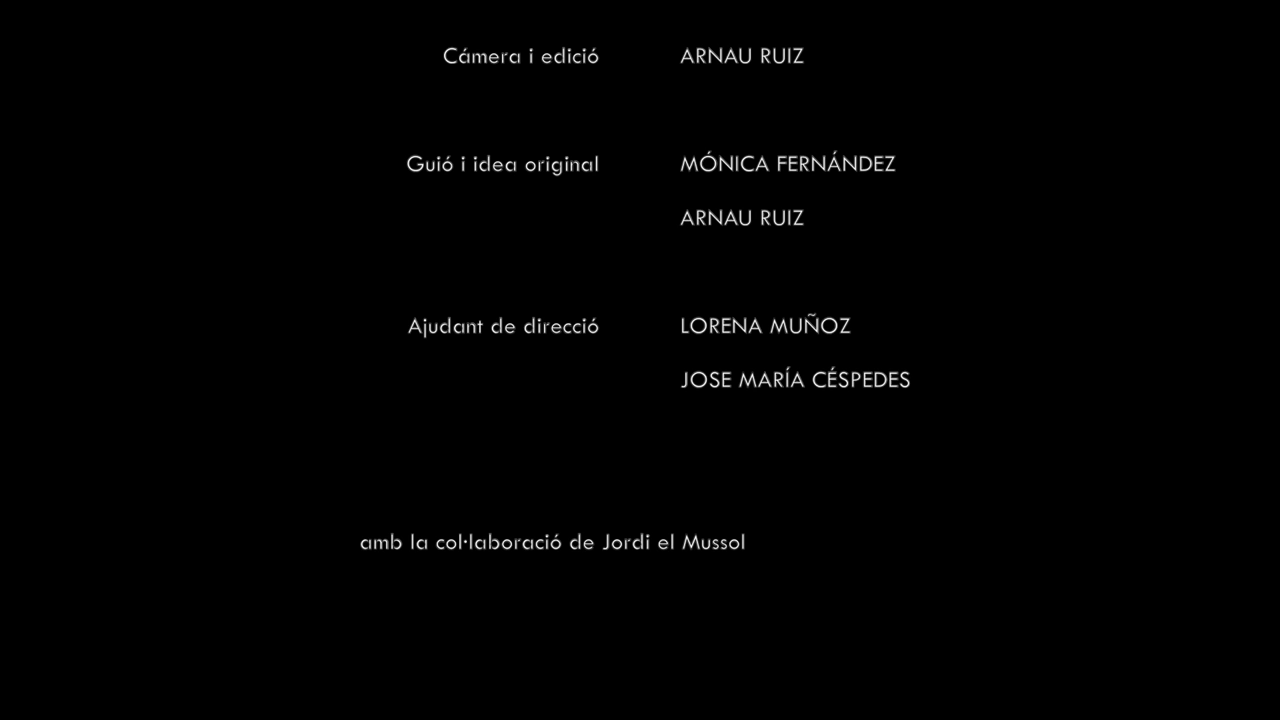 Cámera i edició ARNAU RUIZ
Guió i idea original MÓNICA FERNÁNDEZ
ARNAU RUIZ
Ajudant de direcció LORENA MUÑOZ
JOSE MARÍA CÉSPEDES
amb la col·laboració de Jordi el Mussol